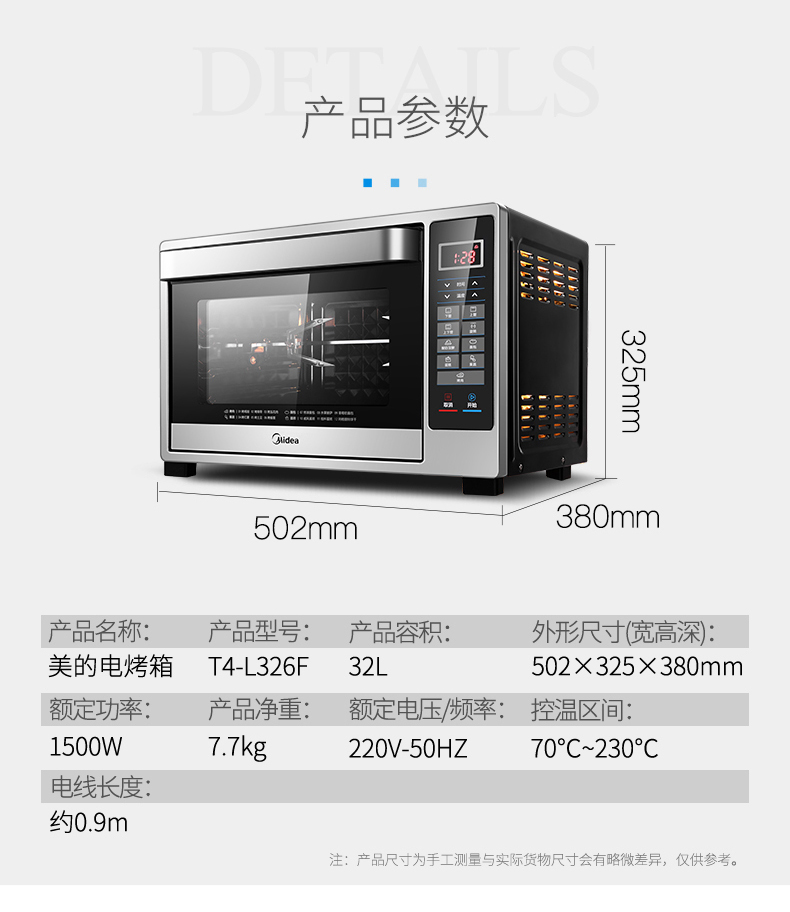 DETAILS
产品参数
1:28
时间
温度
取消 开始
Midea
325mm
502mm
380mm
产品名称： 产品型号： 产品容积： 外形尺寸(宽高深)：
美的电烤箱 T4-L326F 32L 502×325×380mm
额定功率： 产品净重： 额定电压/频率： 控温区间：
1500W 7.7kg 220V-50HZ 70°C~230°C
电线长度：
约0.9m
注：产品尺寸为手工测量与实际货物尺寸会有略微差异，仅供参考。